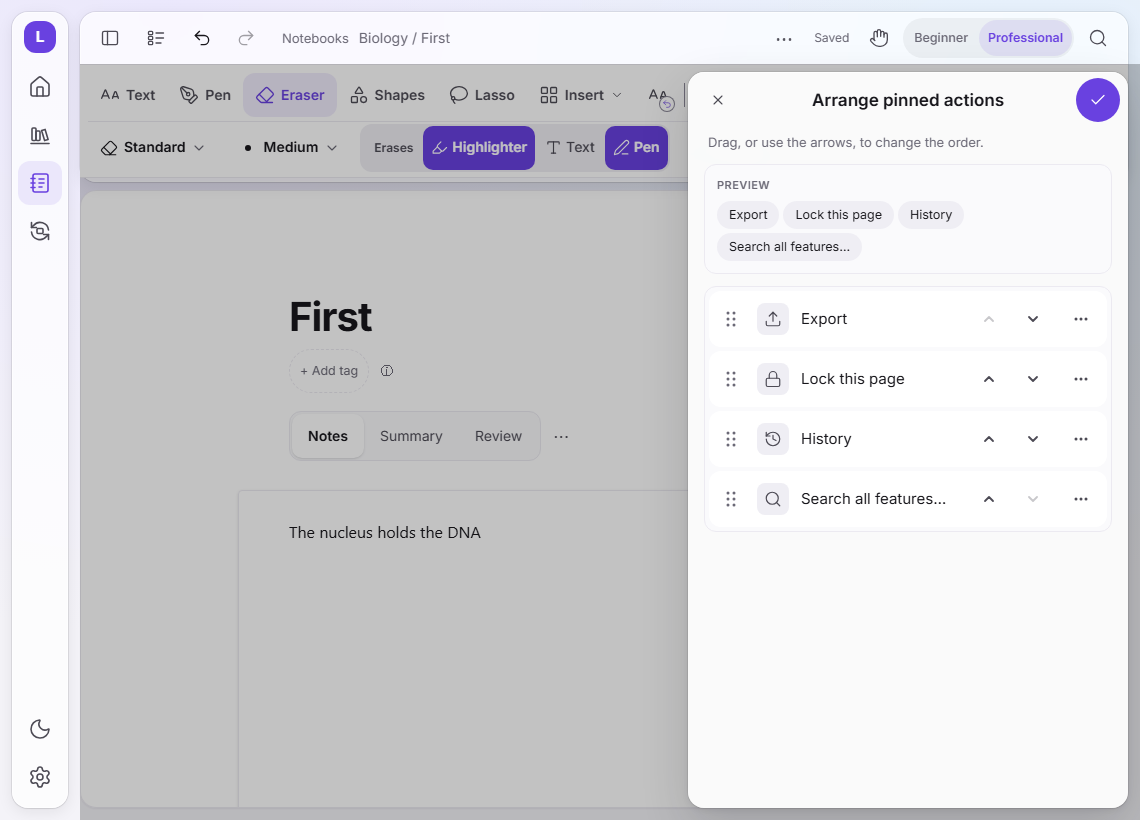 L
Notebooks Biology / First
Saved
Beginner Professional
Text Pen Eraser Shapes Lasso Insert
Standard Medium Erases Highlighter Text Pen
First
+ Add tag
Notes Summary Review
The nucleus holds the DNA
Arrange pinned actions
Drag, or use the arrows, to change the order.
PREVIEW
Export Lock this page History
Search all features...
Export
Lock this page
History
Search all features...